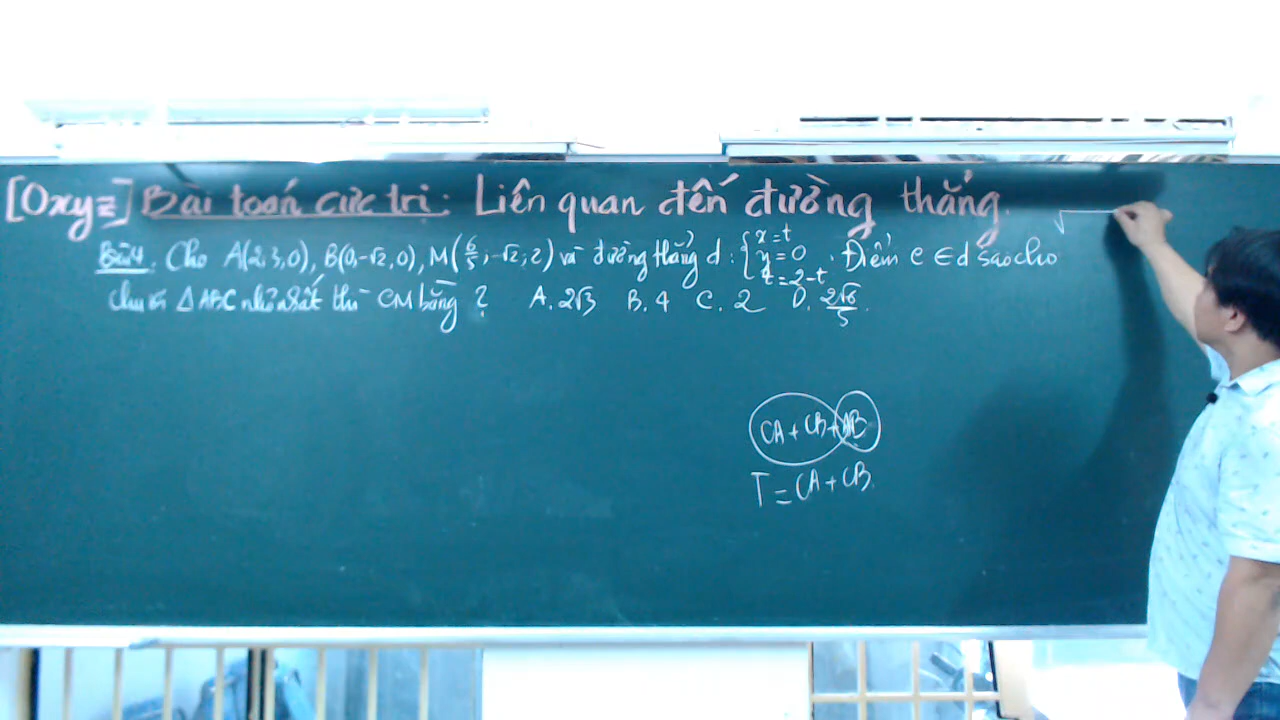 [Oxyz] Bài toán cực trị: Liên quan đến đường thẳng.
Bài 4. Cho A(2,3,0), B(0,-√2,0), M(6/5; -√2; 2) và đường thẳng d: { x=t y=0 z=2-t . Điểm C ∈ d sao cho
chu vi △ABC nhỏ nhất thì CM bằng ? A. 2√3 B. 4 C. 2 D. 2√6/5.
CA + CB + AB
T = CA + CB.